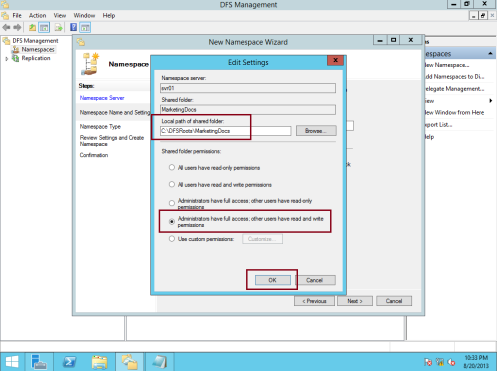 DFS Management
File Action View Window Help
DFS Management
Namespaces
Replication
New Namespace Wizard
Namespace
Steps:
Namespace Server
Namespace Name and Setting
Namespace Type
Review Settings and Create
Namespace
Confirmation
Edit Settings
Namespace server:
svr01
Shared folder:
MarketingDocs
Local path of shared folder:
C:\DFSRoots\MarketingDocs
Browse...
Shared folder permissions:
All users have read-only permissions
All users have read and write permissions
Administrators have full access; other users have read-only
permissions
Administrators have full access; other users have read and write
permissions
Use custom permissions: Customize...
OK Cancel
< Previous Next > Cancel
espaces
ew Namespace...
dd Namespaces to Di...
elegate Management...
ew
ew Window from Here
xport List...
elp
10:33 PM
8/20/2013